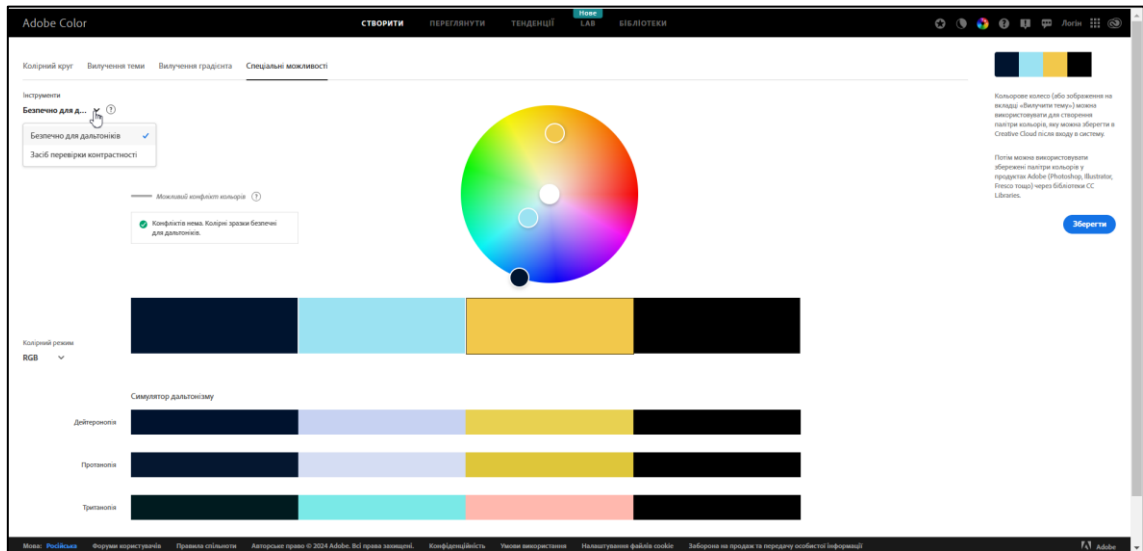 Adobe Color
СТВОРИТИ ПЕРЕГЛЯНУТИ ТЕНДЕНЦІЇ Нове LAB БІБЛІОТЕКИ
Логін
Колірний круг Вилучення теми Вилучення градієнта Спеціальні можливості
Інструменти
Безпечно для д...
Безпечно для дальтоніків
Засіб перевірки контрастності
Можливий конфлікт кольорів
Конфліктів нема. Колірні зразки безпечні
для дальтоніків.
Колірний режим
RGB
Симулятор дальтонізму
Дейтеронопія
Протанопія
Тританопія
Кольорове колесо (або зображення на
вкладці «Вилучити тему») можна
використовувати для створення
палітри кольорів, яку можна зберегти в
Creative Cloud після входу в систему.
Потім можна використовувати
збережені палітри кольорів у
продуктах Adobe (Photoshop, Illustrator,
Fresco тощо) через бібліотеки CC
Libraries.
Зберегти
Мова: Російська Форуми користувачів Правила спільноти Авторське право © 2024 Adobe. Всі права захищені. Конфіденційність Умови використання Налаштування файлів cookie Заборона на продаж та передачу особистої інформації
Adobe